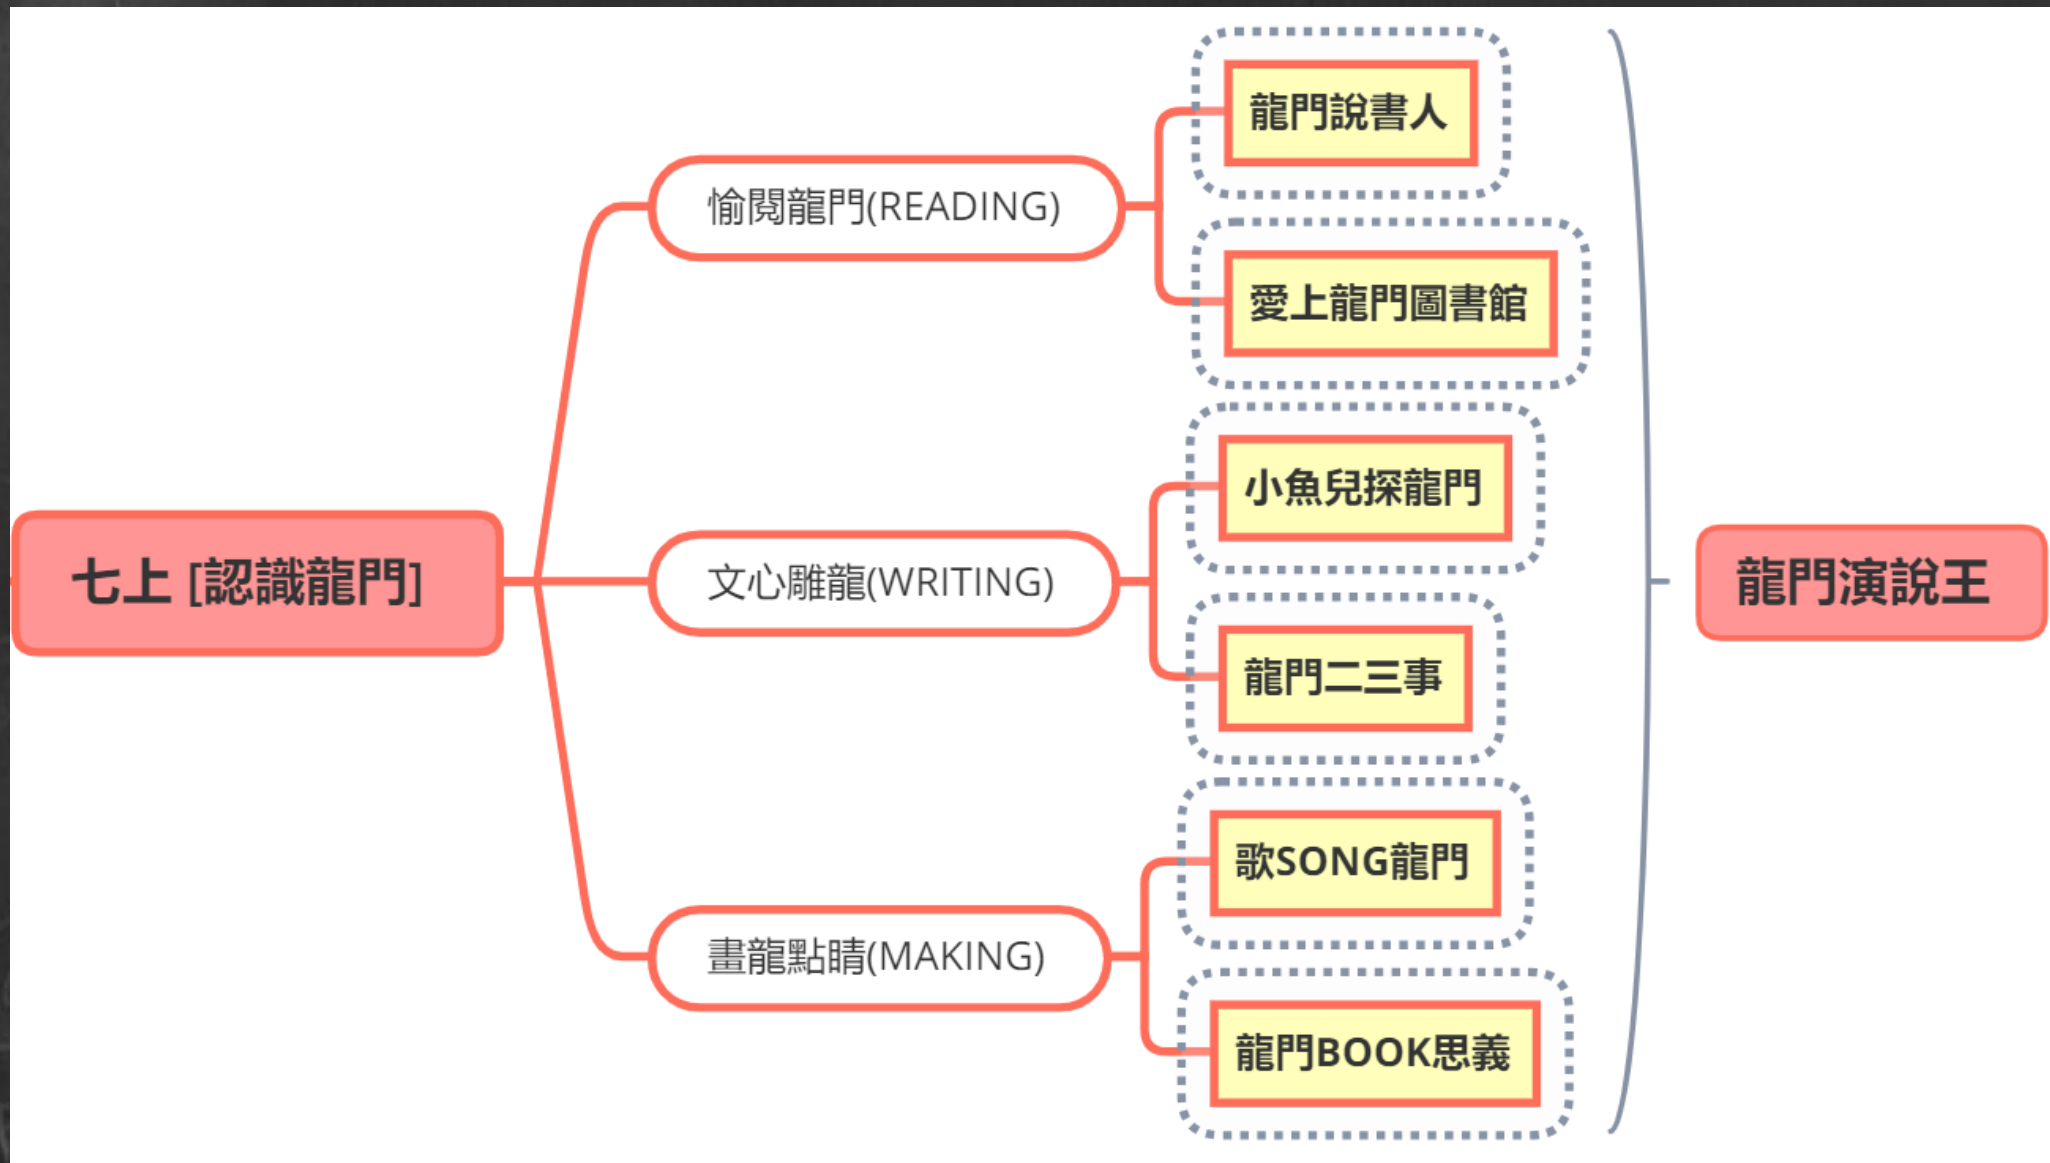 七上 [認識龍門]
愉閱龍門(READING)
龍門說書人
愛上龍門圖書館
文心雕龍(WRITING)
小魚兒探龍門
龍門二三事
畫龍點睛(MAKING)
歌SONG龍門
龍門BOOK思義
龍門演說王